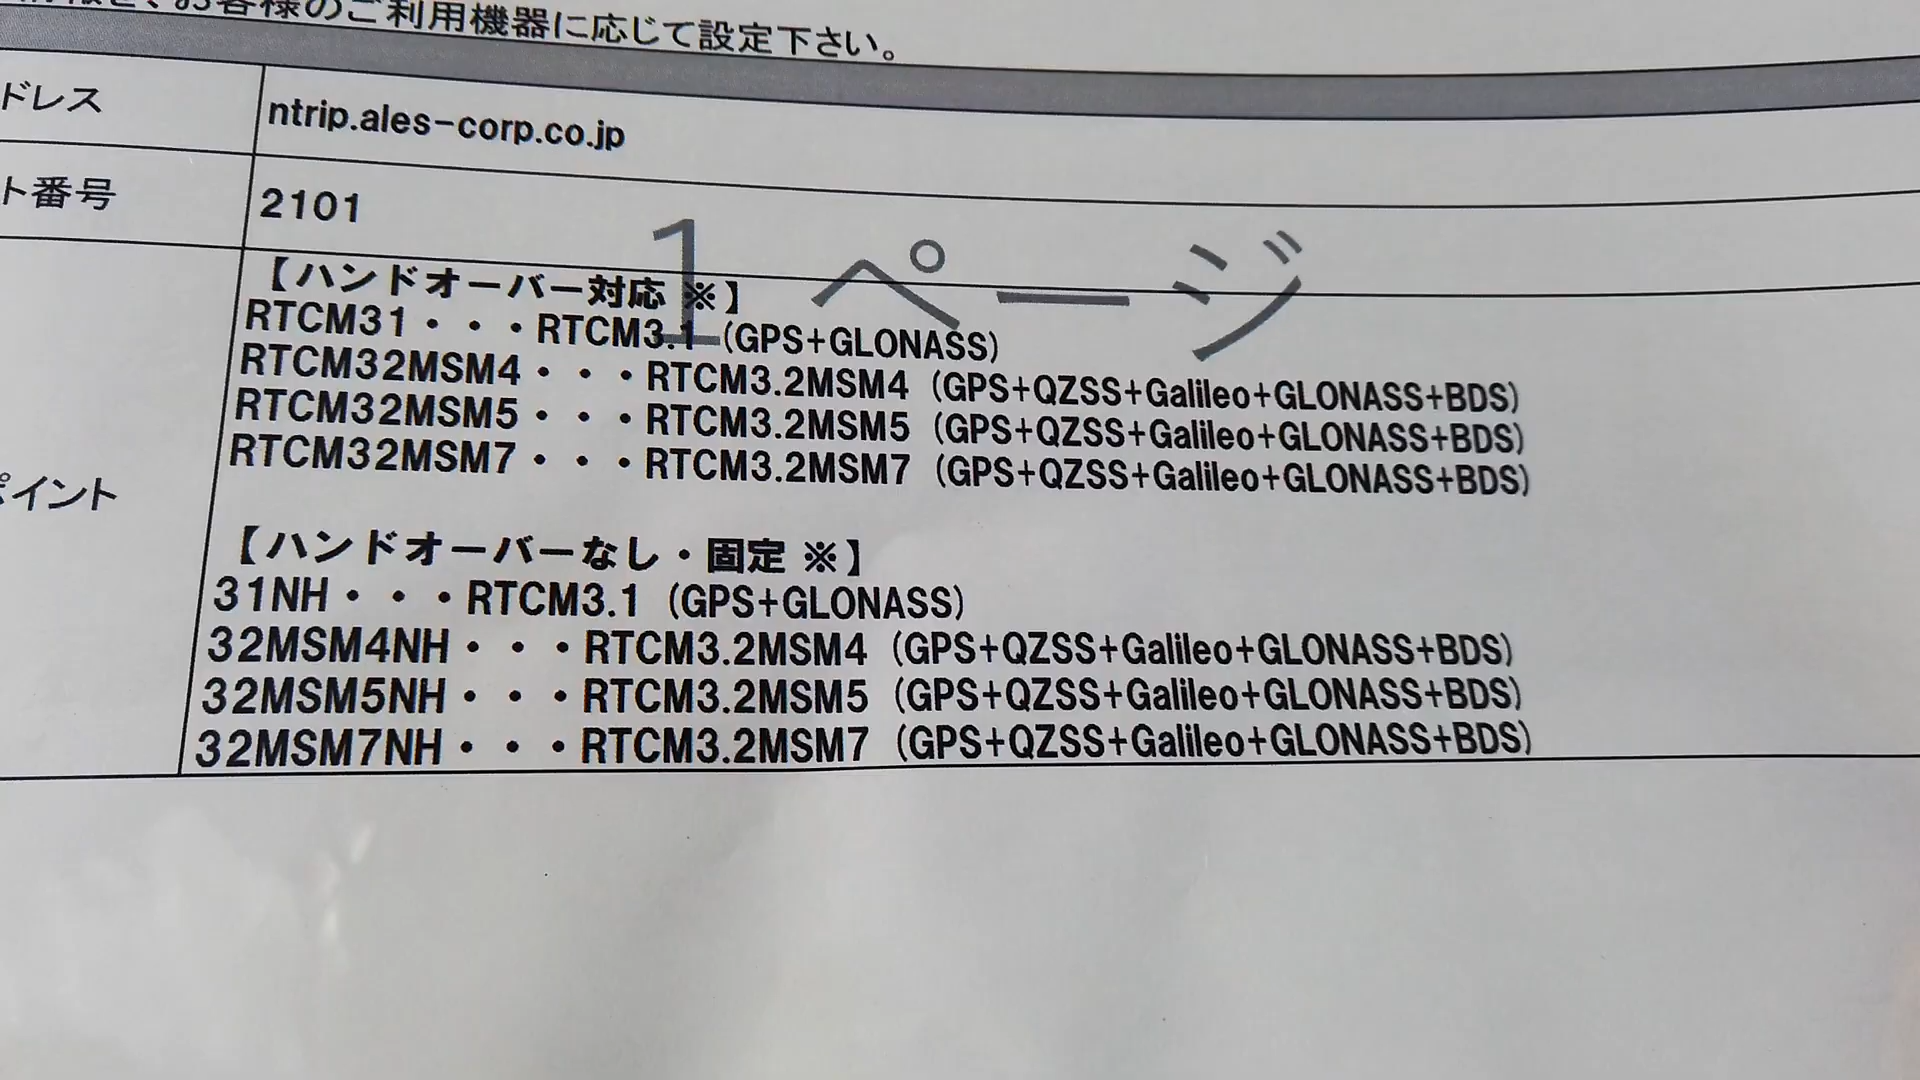 お客様のご利用機器に応じて設定下さい。
ドレス
ntrip.ales-corp.co.jp
ト番号
2101
1ページ
【ハンドオーバー対応 ※】
RTCM31・・・RTCM3.1 (GPS+GLONASS)
RTCM32MSM4・・・RTCM3.2MSM4 (GPS+QZSS+Galileo+GLONASS+BDS)
RTCM32MSM5・・・RTCM3.2MSM5 (GPS+QZSS+Galileo+GLONASS+BDS)
RTCM32MSM7・・・RTCM3.2MSM7 (GPS+QZSS+Galileo+GLONASS+BDS)
ポイント
【ハンドオーバーなし・固定 ※】
31NH・・・RTCM3.1 (GPS+GLONASS)
32MSM4NH・・・RTCM3.2MSM4 (GPS+QZSS+Galileo+GLONASS+BDS)
32MSM5NH・・・RTCM3.2MSM5 (GPS+QZSS+Galileo+GLONASS+BDS)
32MSM7NH・・・RTCM3.2MSM7 (GPS+QZSS+Galileo+GLONASS+BDS)